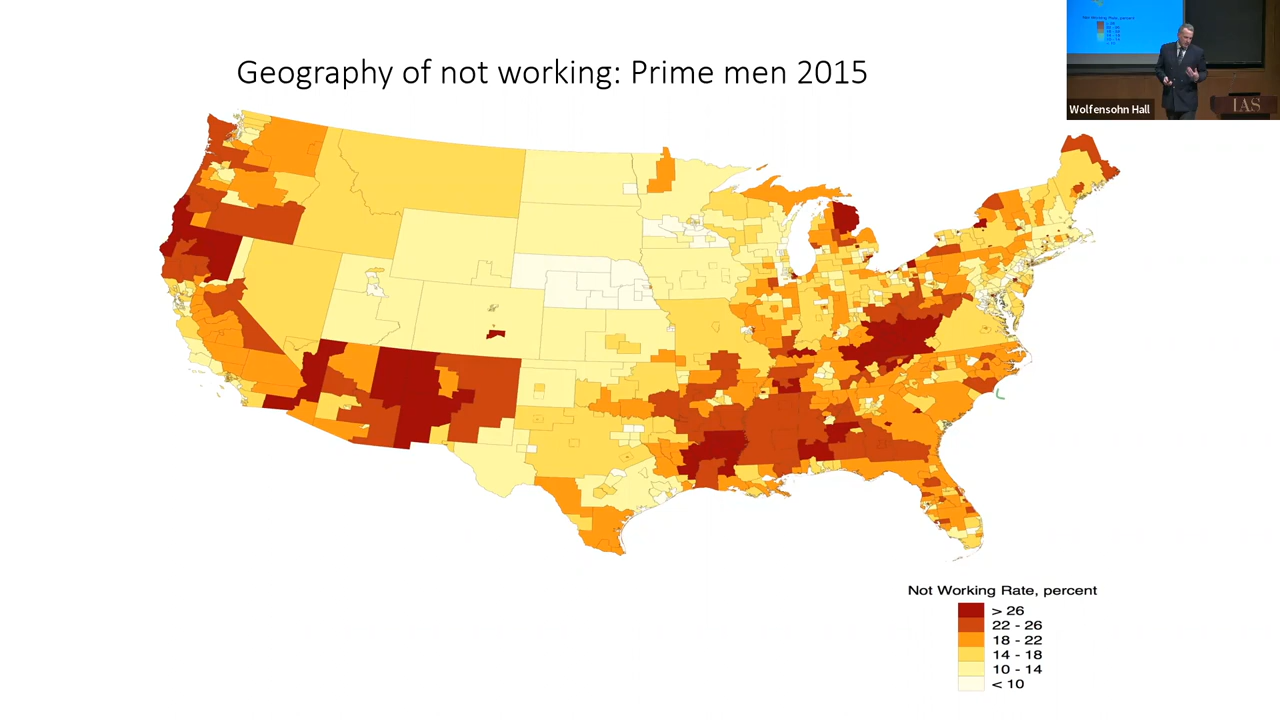 Geography of not working: Prime men 2015
Wolfensohn Hall
IAS
Not Working Rate, percent
> 26
22 - 26
18 - 22
14 - 18
10 - 14
< 10